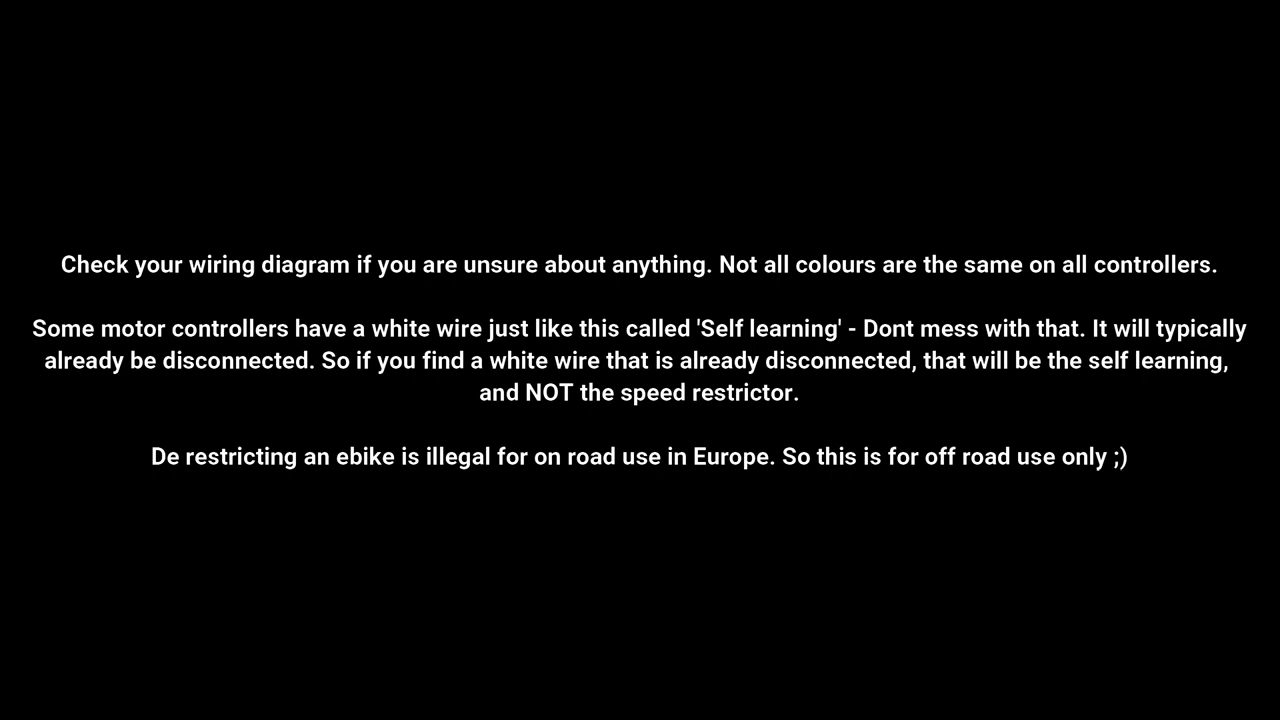 Check your wiring diagram if you are unsure about anything. Not all colours are the same on all controllers.
Some motor controllers have a white wire just like this called 'Self learning' - Dont mess with that. It will typically
already be disconnected. So if you find a white wire that is already disconnected, that will be the self learning,
and NOT the speed restrictor.
De restricting an ebike is illegal for on road use in Europe. So this is for off road use only ;)